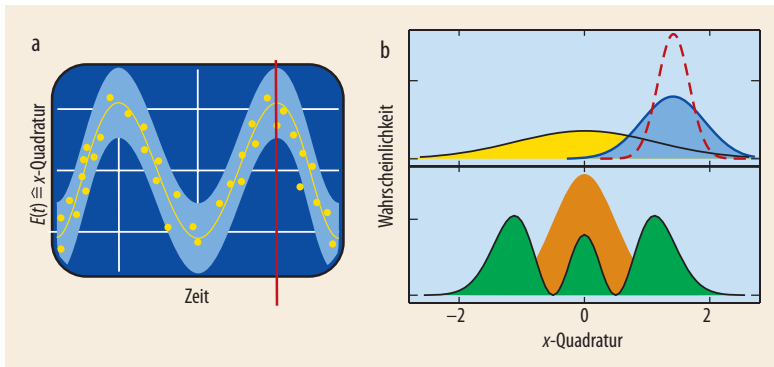 a
E(t) ≙ x-Quadratur
Zeit
b
Wahrscheinlichkeit
−2 0 2
x-Quadratur